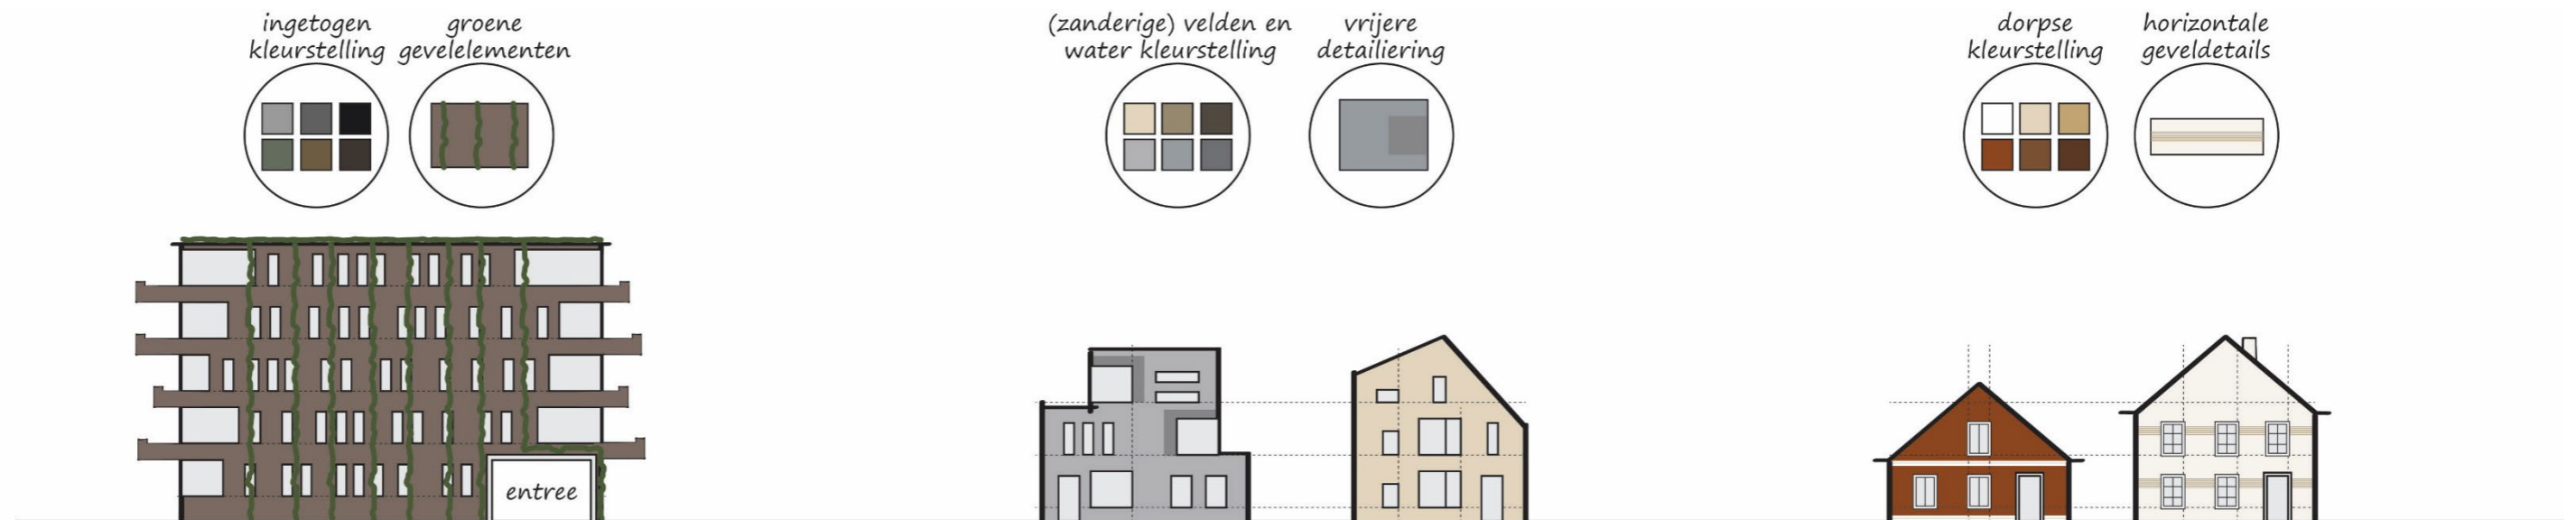 ingetogen
kleurstelling
groene
gevelelementen
(zanderige) velden en
water kleurstelling
vrijere
detailiering
dorpse
kleurstelling
horizontale
geveldetails
entree